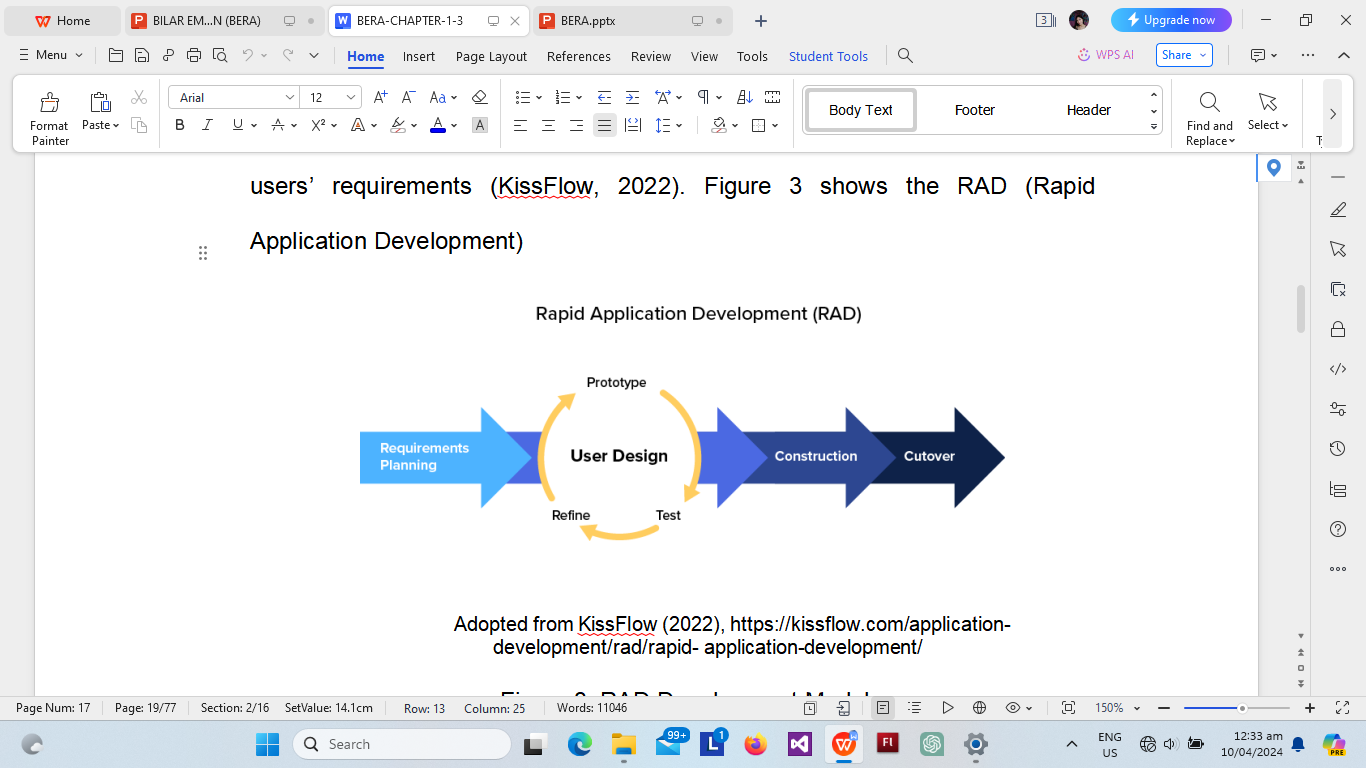 Home
BILAR EM...N (BERA)
BERA-CHAPTER-1-3
BERA.pptx
3
Upgrade now
Menu
Home
Insert
Page Layout
References
Review
View
Tools
Student Tools
WPS AI
Share
Format
Painter
Paste
Arial
12
Body Text
Footer
Header
Find and
Replace
Select
users’ requirements (KissFlow, 2022). Figure 3 shows the RAD (Rapid
Application Development)
Rapid Application Development (RAD)
Prototype
Requirements
Planning
User Design
Construction
Cutover
Refine
Test
Adopted from KissFlow (2022), https://kissflow.com/application-
development/rad/rapid- application-development/
Page Num: 17
Page: 19/77
Section: 2/16
SetValue: 14.1cm
Row: 13
Column: 25
Words: 11046
150%
Search
99+
1
ENG
US
12:33 am
10/04/2024
PRE